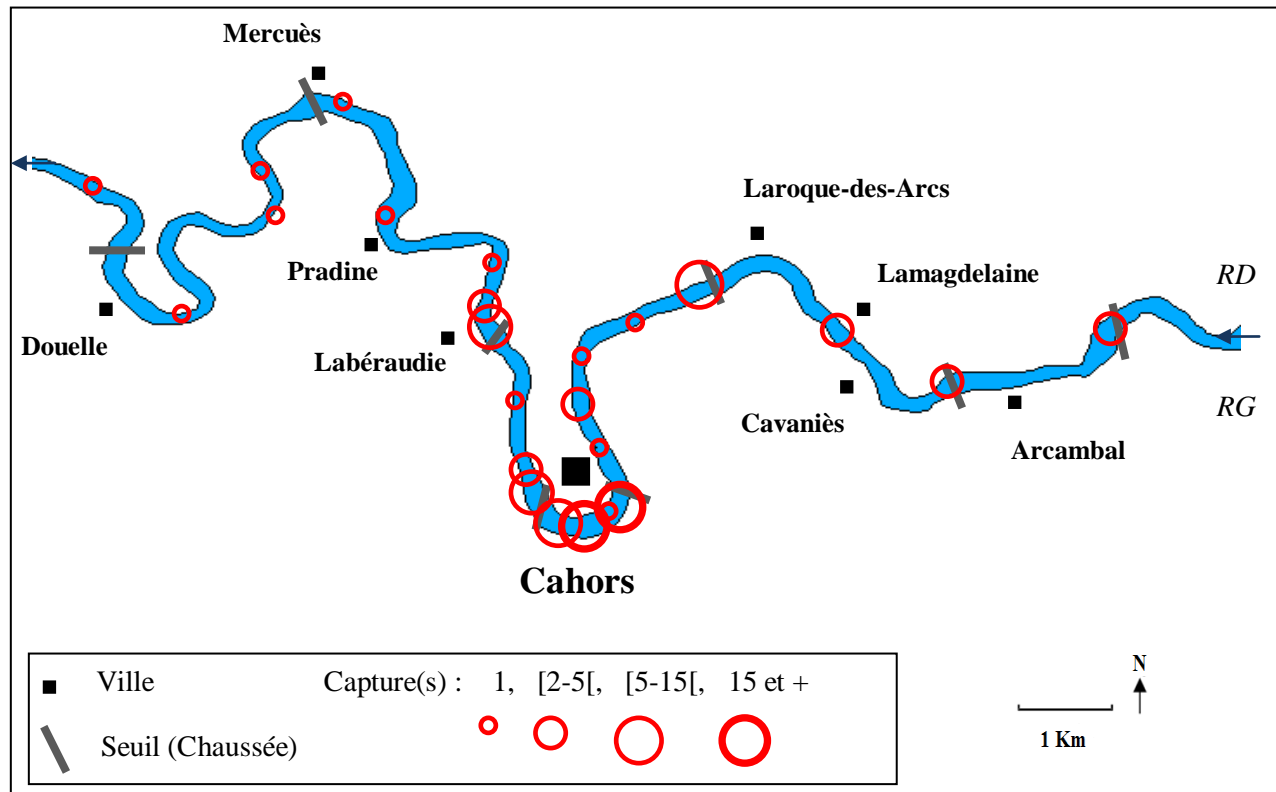 Mercuès
Laroque-des-Arcs
Pradine
Lamagdelaine
RD
Douelle
Labéraudie
Cavaniès
RG
Arcambal
Cahors
Ville Capture(s) : 1, [2-5[, [5-15[, 15 et +
N
Seuil (Chaussée)
1 Km